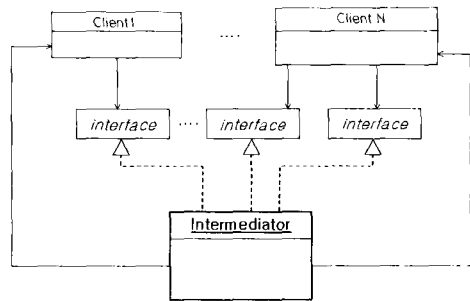 Client1
....
Client N
interface
....
interface
interface
Intermediator